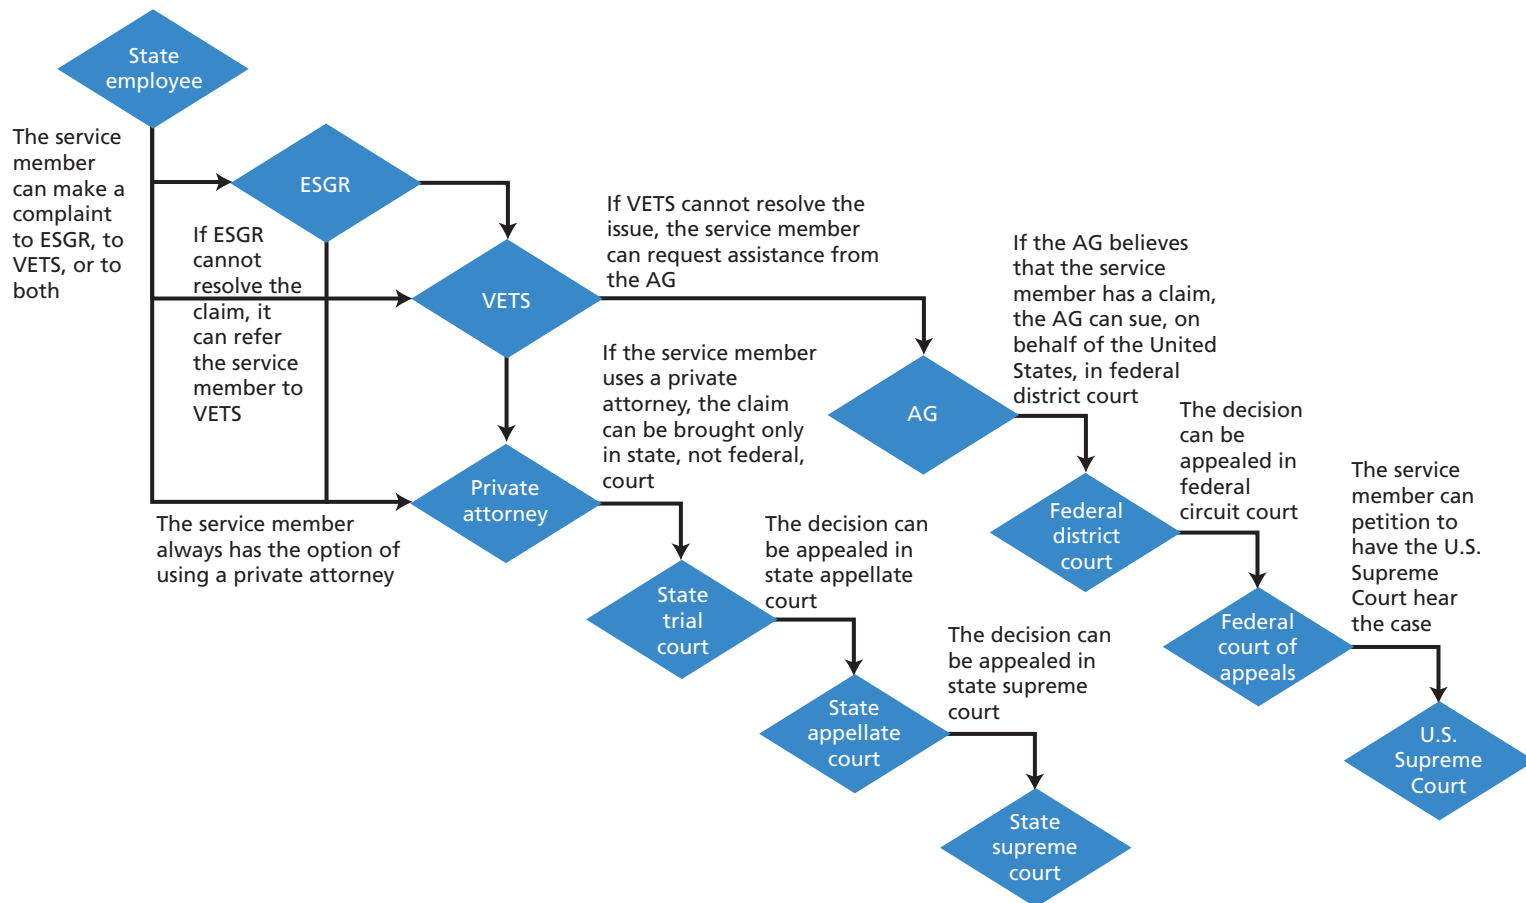 State
employee
The service
member
can make a
complaint
to ESGR, to
VETS, or to
both
ESGR
If ESGR
cannot
resolve the
claim, it
can refer
the service
member to
VETS
VETS
If VETS cannot resolve the
issue, the service member
can request assistance from
the AG
Private
attorney
The service member
always has the option of
using a private attorney
If the service member
uses a private
attorney, the claim
can be brought only
in state, not federal,
court
AG
If the AG believes
that the service
member has a claim,
the AG can sue, on
behalf of the United
States, in federal
district court
State
trial
court
The decision can
be appealed in
state appellate
court
Federal
district
court
The decision
can be
appealed in
federal
circuit court
State
appellate
court
The decision can
be appealed in
state supreme
court
Federal
court of
appeals
The service
member can
petition to
have the U.S.
Supreme
Court hear
the case
State
supreme
court
U.S.
Supreme
Court